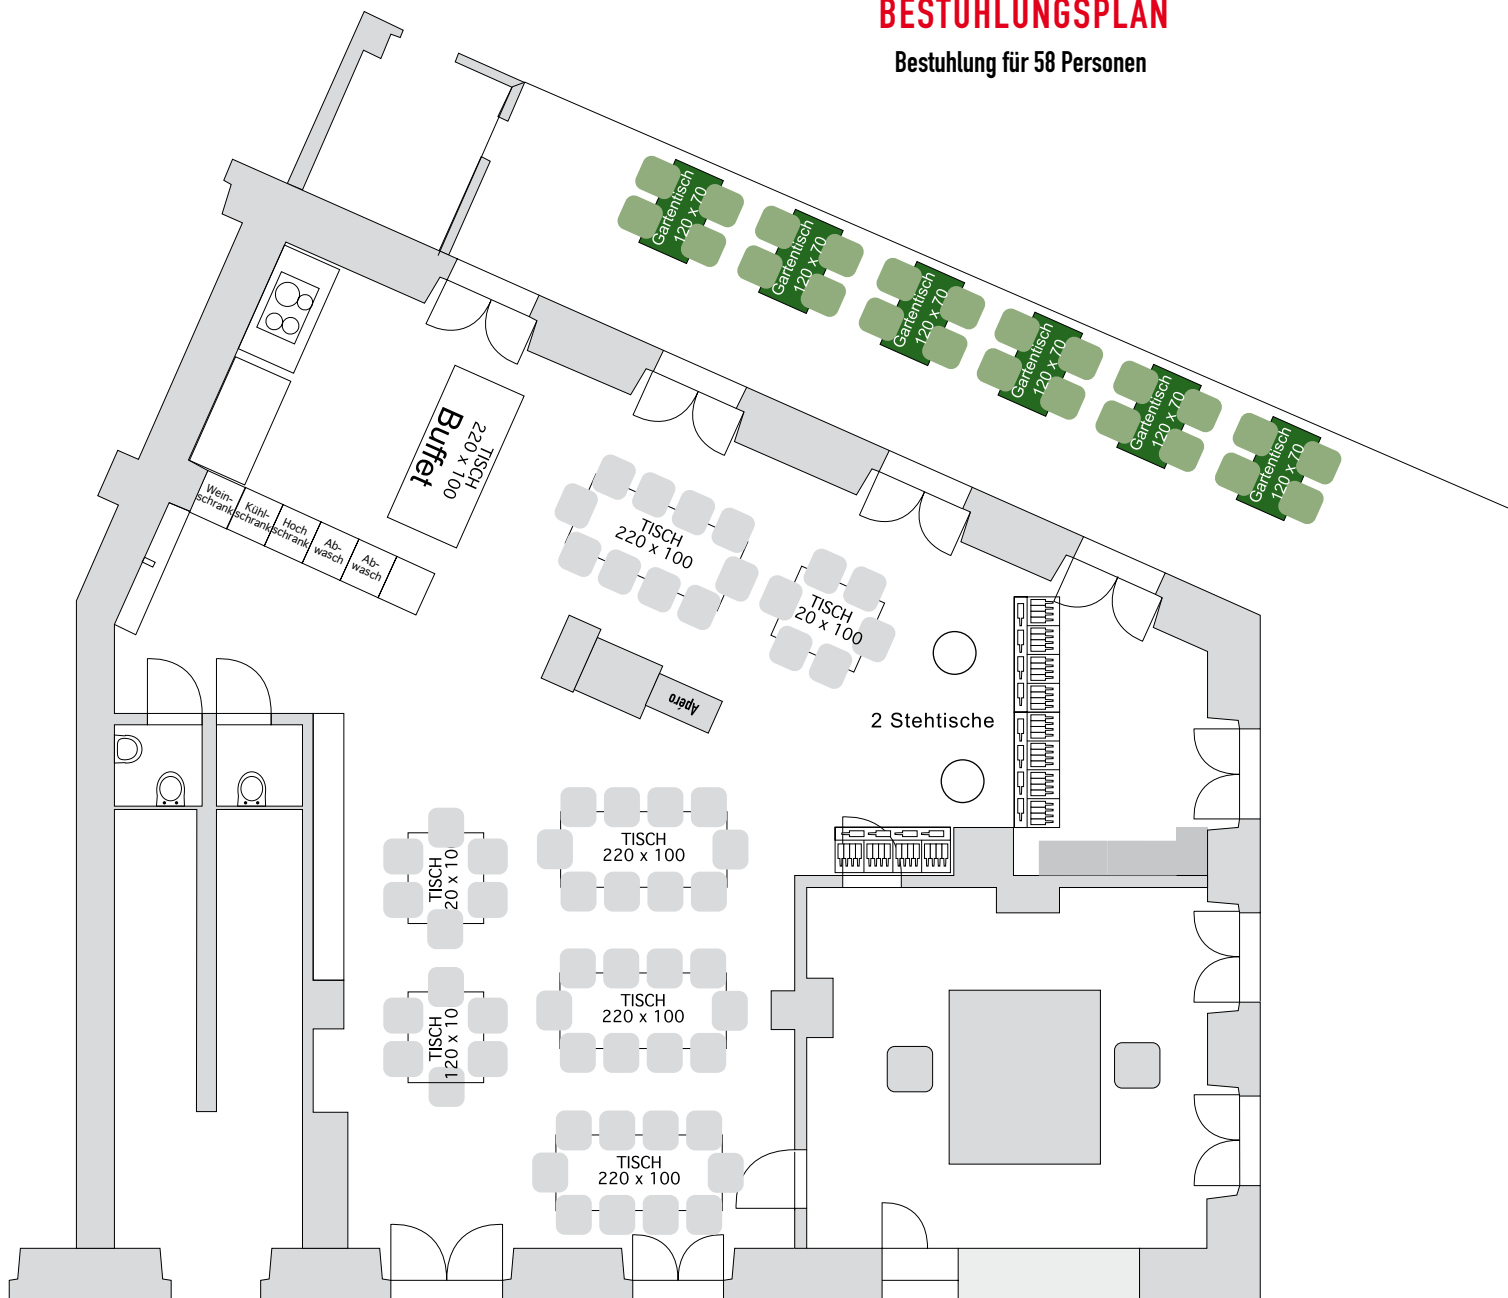 BESTUHLUNGSPLAN
Bestuhlung für 58 Personen
Gartentisch
120 x 70
Gartentisch
120 x 70
Gartentisch
120 x 70
Gartentisch
120 x 70
Gartentisch
120 x 70
Gartentisch
120 x 70
TISCH
220 x 100
Buffet
Wein-
schrank
Kühl-
schrank
Hoch
schrank
Ab-
wasch
Ab-
wasch
TISCH
220 x 100
TISCH
20 x 100
Apéro
2 Stehtische
TISCH
20 x 10
TISCH
220 x 100
TISCH
120 x 10
TISCH
220 x 100
TISCH
220 x 100